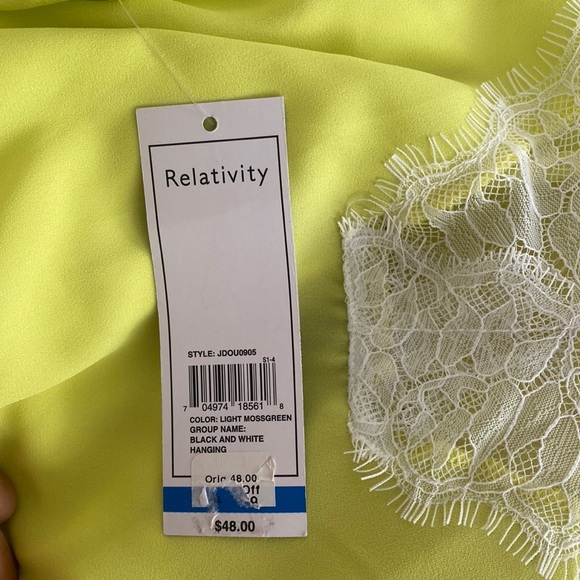 Relativity
STYLE: JDOU0905
S1-4
7 04974 18561 8
COLOR: LIGHT MOSSGREEN
GROUP NAME:
BLACK AND WHITE
HANGING
Orig 48.00
Off
$48.00